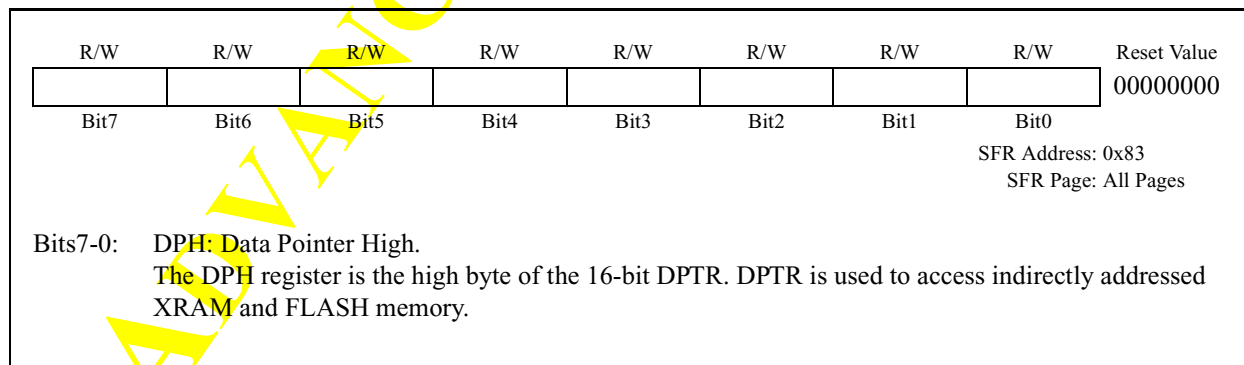 R/W R/W R/W R/W R/W R/W R/W R/W Reset Value
00000000
Bit7 Bit6 Bit5 Bit4 Bit3 Bit2 Bit1 Bit0
SFR Address: 0x83
SFR Page: All Pages
Bits7-0: DPH: Data Pointer High.
The DPH register is the high byte of the 16-bit DPTR. DPTR is used to access indirectly addressed
XRAM and FLASH memory.
ADVANC